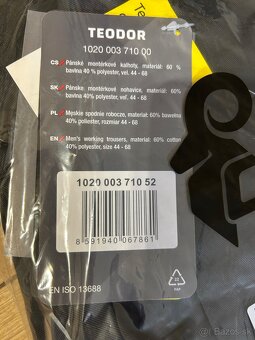 Te
TEODOR
1020 003 710 00
CS Pánské montérkové kalhoty, materiál: 60 %
bavlna 40 % polyester, vel. 44 - 68
SK Pánske montérkové nohavice, materiál: 60 %
bavlna 40% polyester, vel. 44 - 68
PL Męskie spodnie robocze, materiał: 60% bawełna
40% poliester, rozmiar 44 - 68
EN Men's working trousers, material: 60% cotton
40% polyester, size 44 - 68
1020 003 710 52
8 591940 067861
EN ISO 13688
bazar.sk